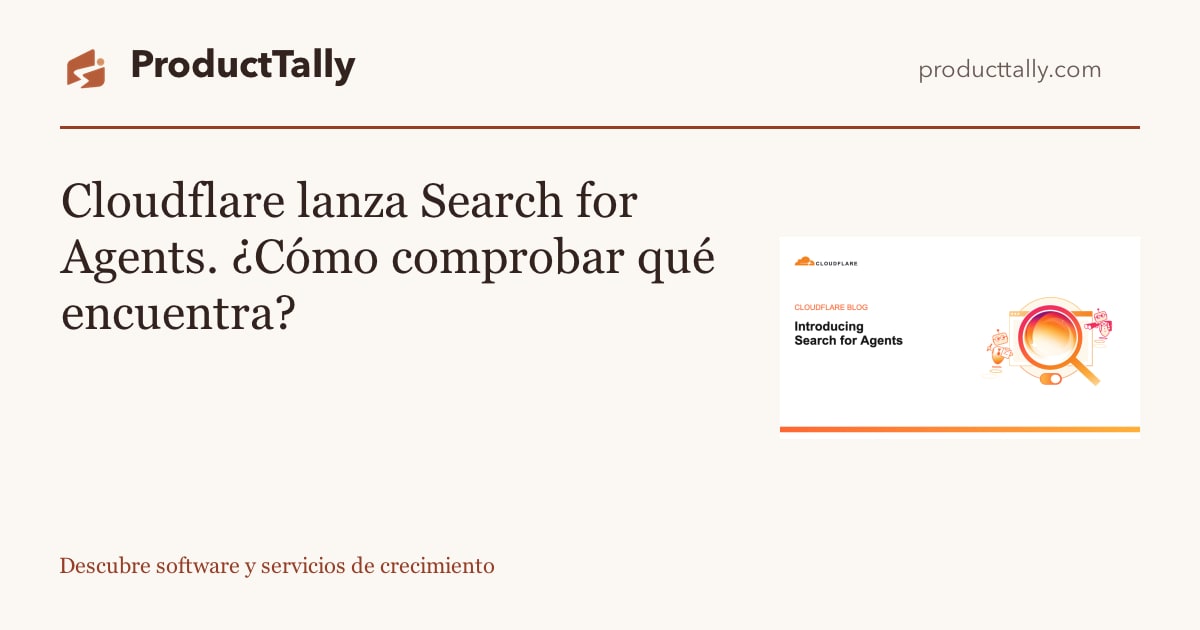 ProductTally
producttally.com
Cloudflare lanza Search for
Agents. ¿Cómo comprobar qué
encuentra?
CLOUDFLARE
CLOUDFLARE BLOG
Introducing
Search for Agents
Descubre software y servicios de crecimiento